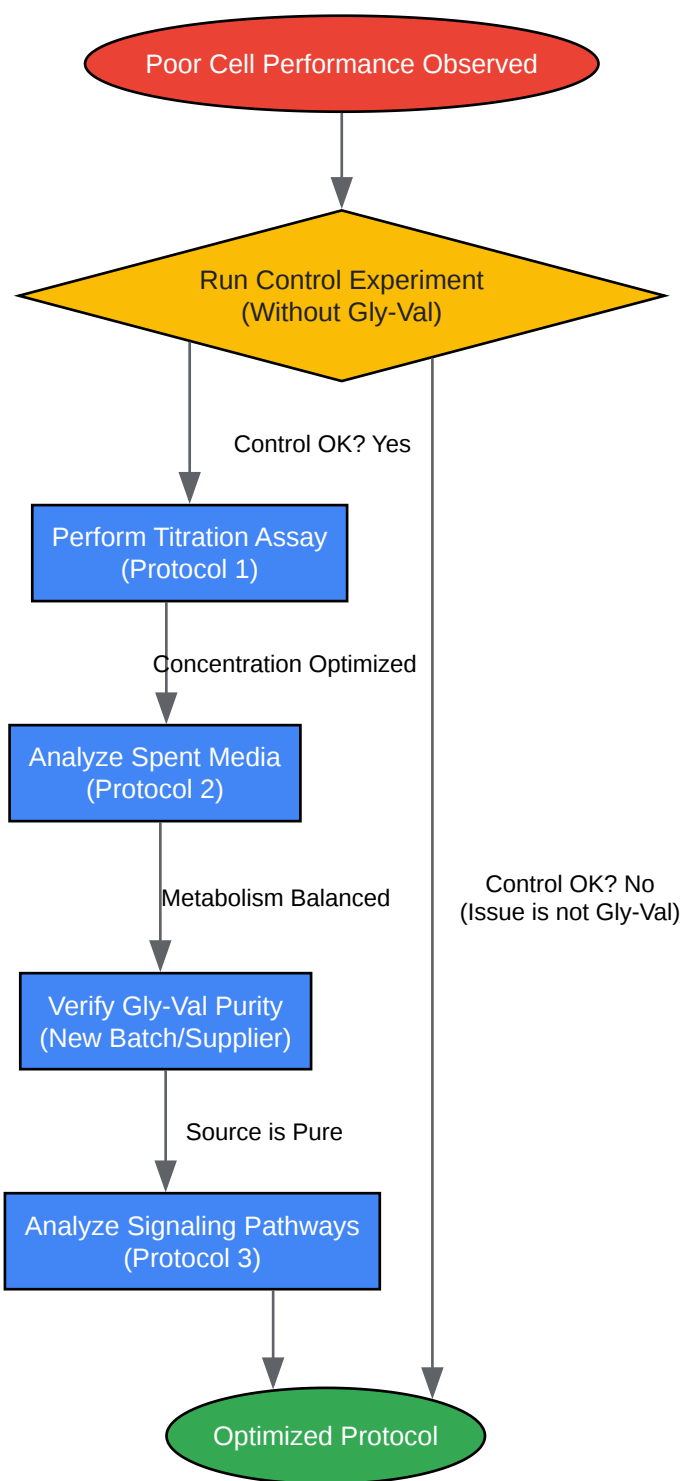 Poor Cell Performance Observed
Run Control Experiment
(Without Gly-Val)
Control OK? Yes
Perform Titration Assay
(Protocol 1)
Concentration Optimized
Analyze Spent Media
(Protocol 2)
Control OK? No
(Issue is not Gly-Val)
Metabolism Balanced
Verify Gly-Val Purity
(New Batch/Supplier)
Source is Pure
Analyze Signaling Pathways
(Protocol 3)
Optimized Protocol